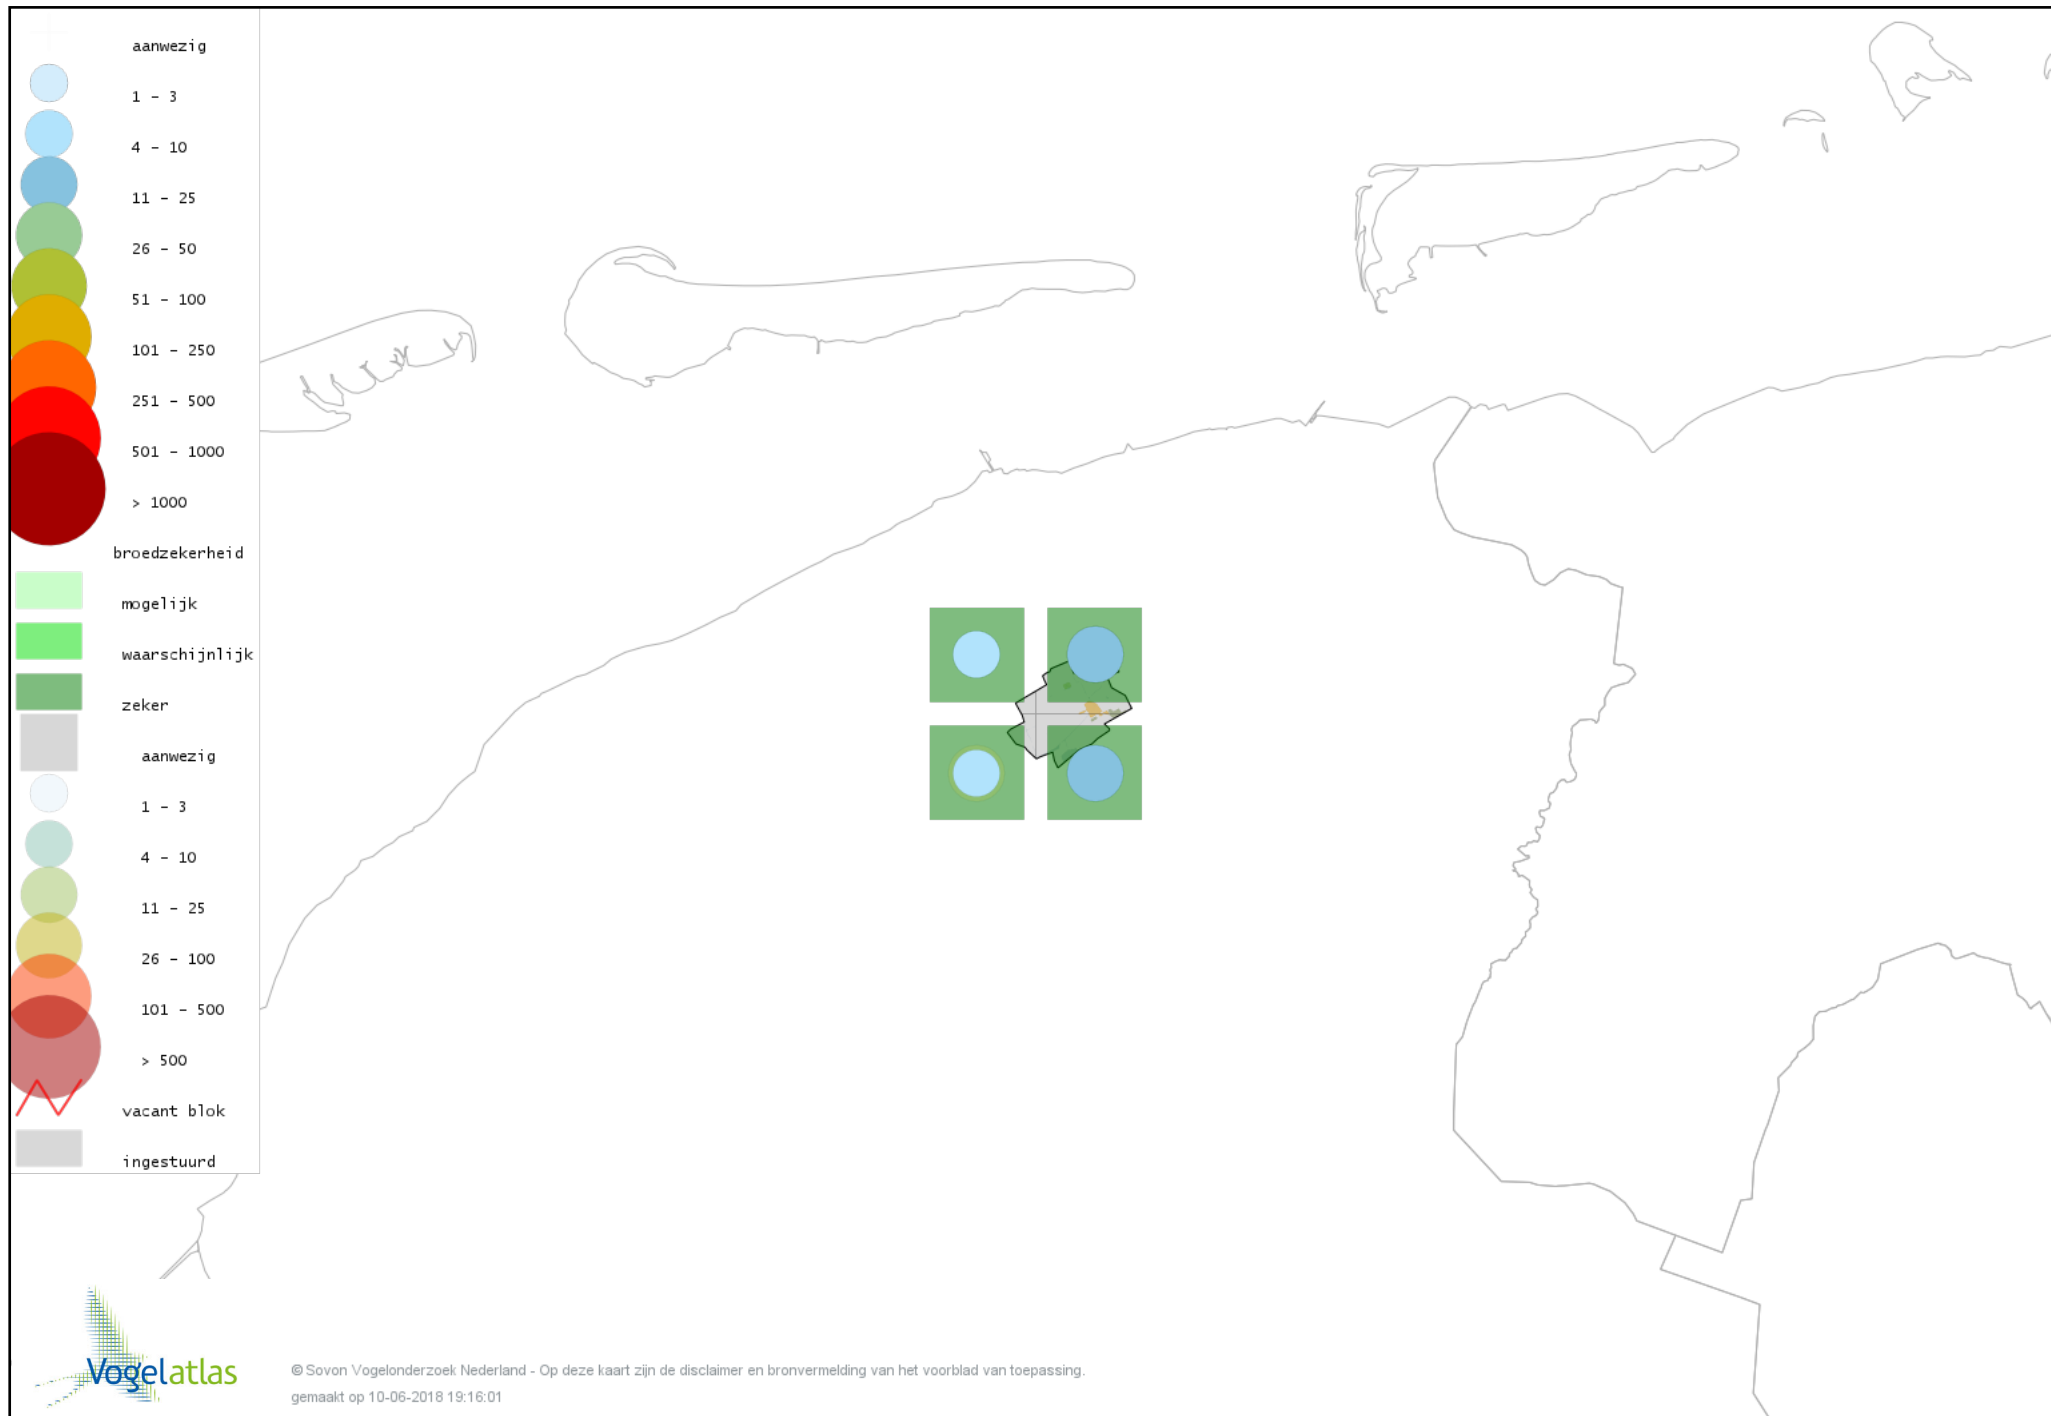 aanwezig
1 - 3
4 - 10
11 - 25
26 - 50
51 - 100
101 - 250
251 - 500
501 - 1000
> 1000
broedzekerheid
mogelijk
waarschijnlijk
zeker
aanwezig
1 - 3
4 - 10
11 - 25
26 - 100
101 - 500
> 500
vacant blok
ingestuurd
Vogelatlas
© Sovon Vogelonderzoek Nederland - Op deze kaart zijn de disclaimer en bronvermelding van het voorblad van toepassing.
gemaakt op 10-06-2018 19:16:01